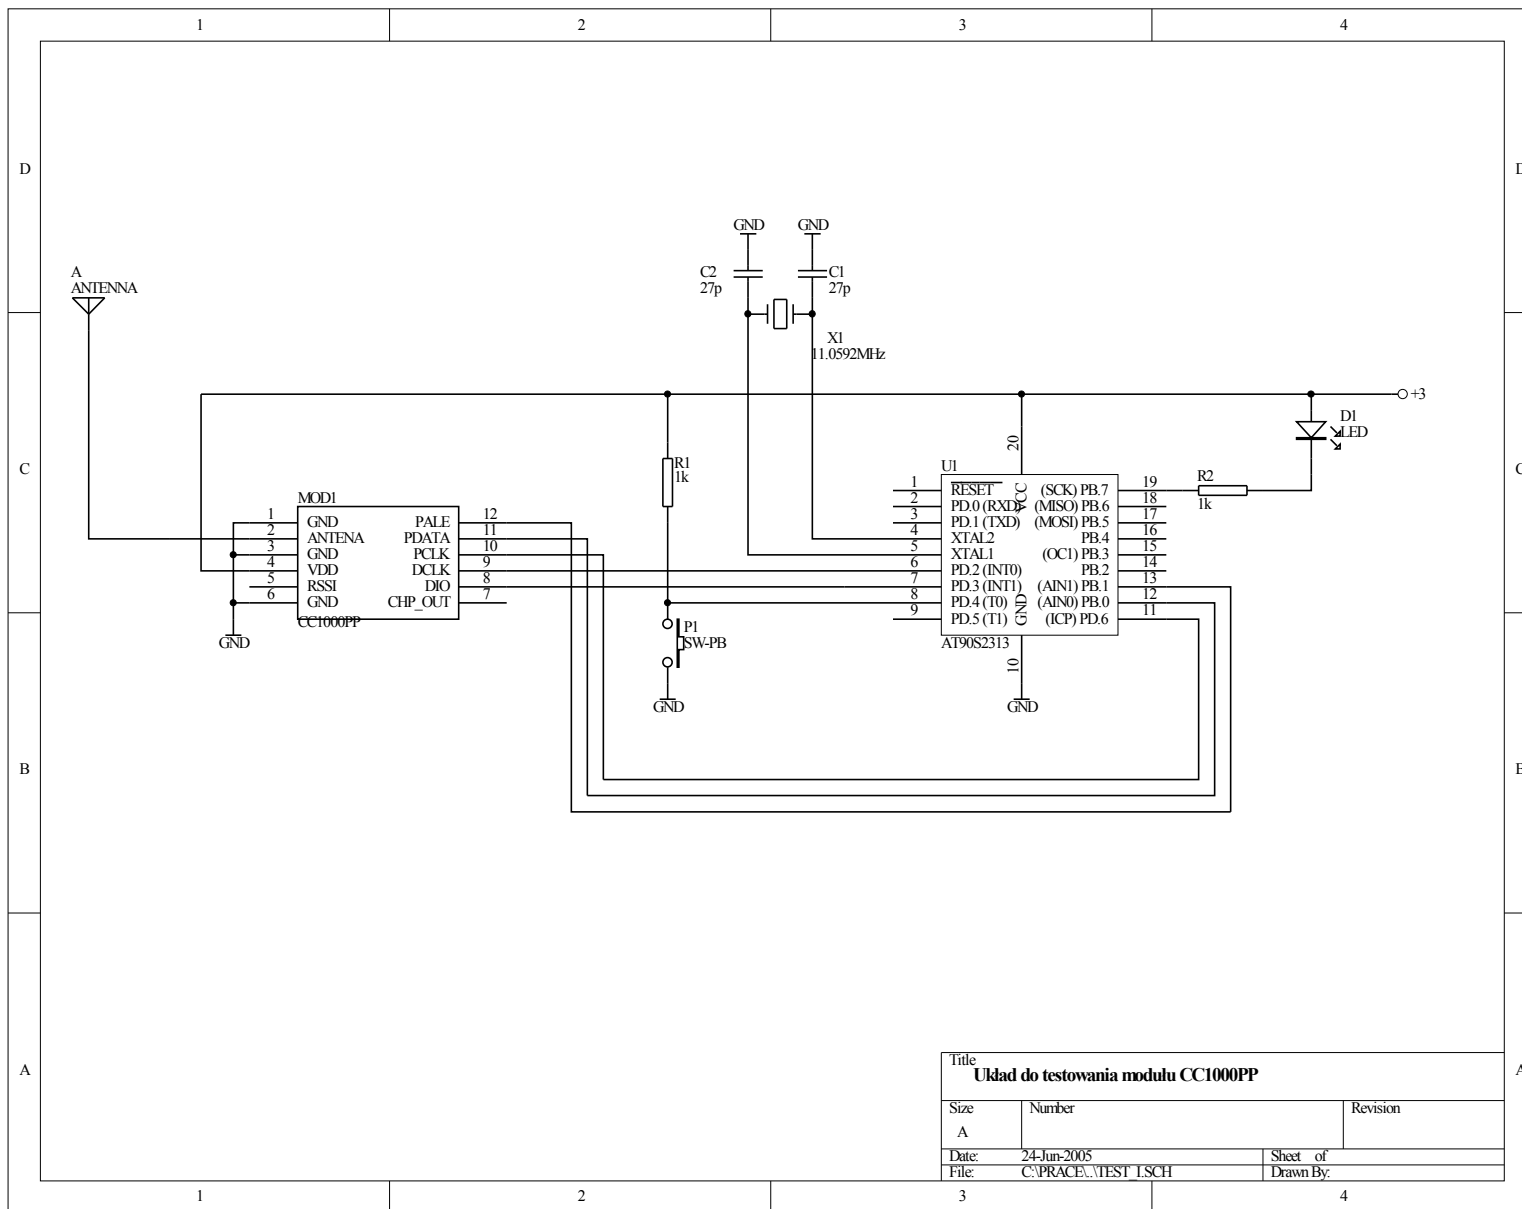 1 2 3 4
D D
GND GND
A
ANTENNA
C2
27p
C1
27p
X1
11.0592MHz
+3
D1
LED
C C
R1
1k
MOD1
1 GND PALE 12
2 ANTENA PDATA 11
3 GND PCLK 10
4 VDD DCLK 9
5 RSSI DIO 8
6 GND CHP_OUT 7
CC1000PP
GND
P1
SW-PB
GND
U1
20
VCC
1 RESET (SCK) PB.7 19
2 PD.0 (RXD) (MISO) PB.6 18
3 PD.1 (TXD) (MOSI) PB.5 17
4 XTAL2 PB.4 16
5 XTAL1 (OC1) PB.3 15
6 PD.2 (INT0) PB.2 14
7 PD.3 (INT1) (AIN1) PB.1 13
8 PD.4 (T0) (AIN0) PB.0 12
9 PD.5 (T1) (ICP) PD.6 11
GND
AT90S2313
10
GND
R2
1k
B B
A A
Title
Układ do testowania modułu CC1000PP
Size Number Revision
A
Date: 24-Jun-2005 Sheet of
File: C:\PRACE\..\TEST_I.SCH Drawn By:
1 2 3 4